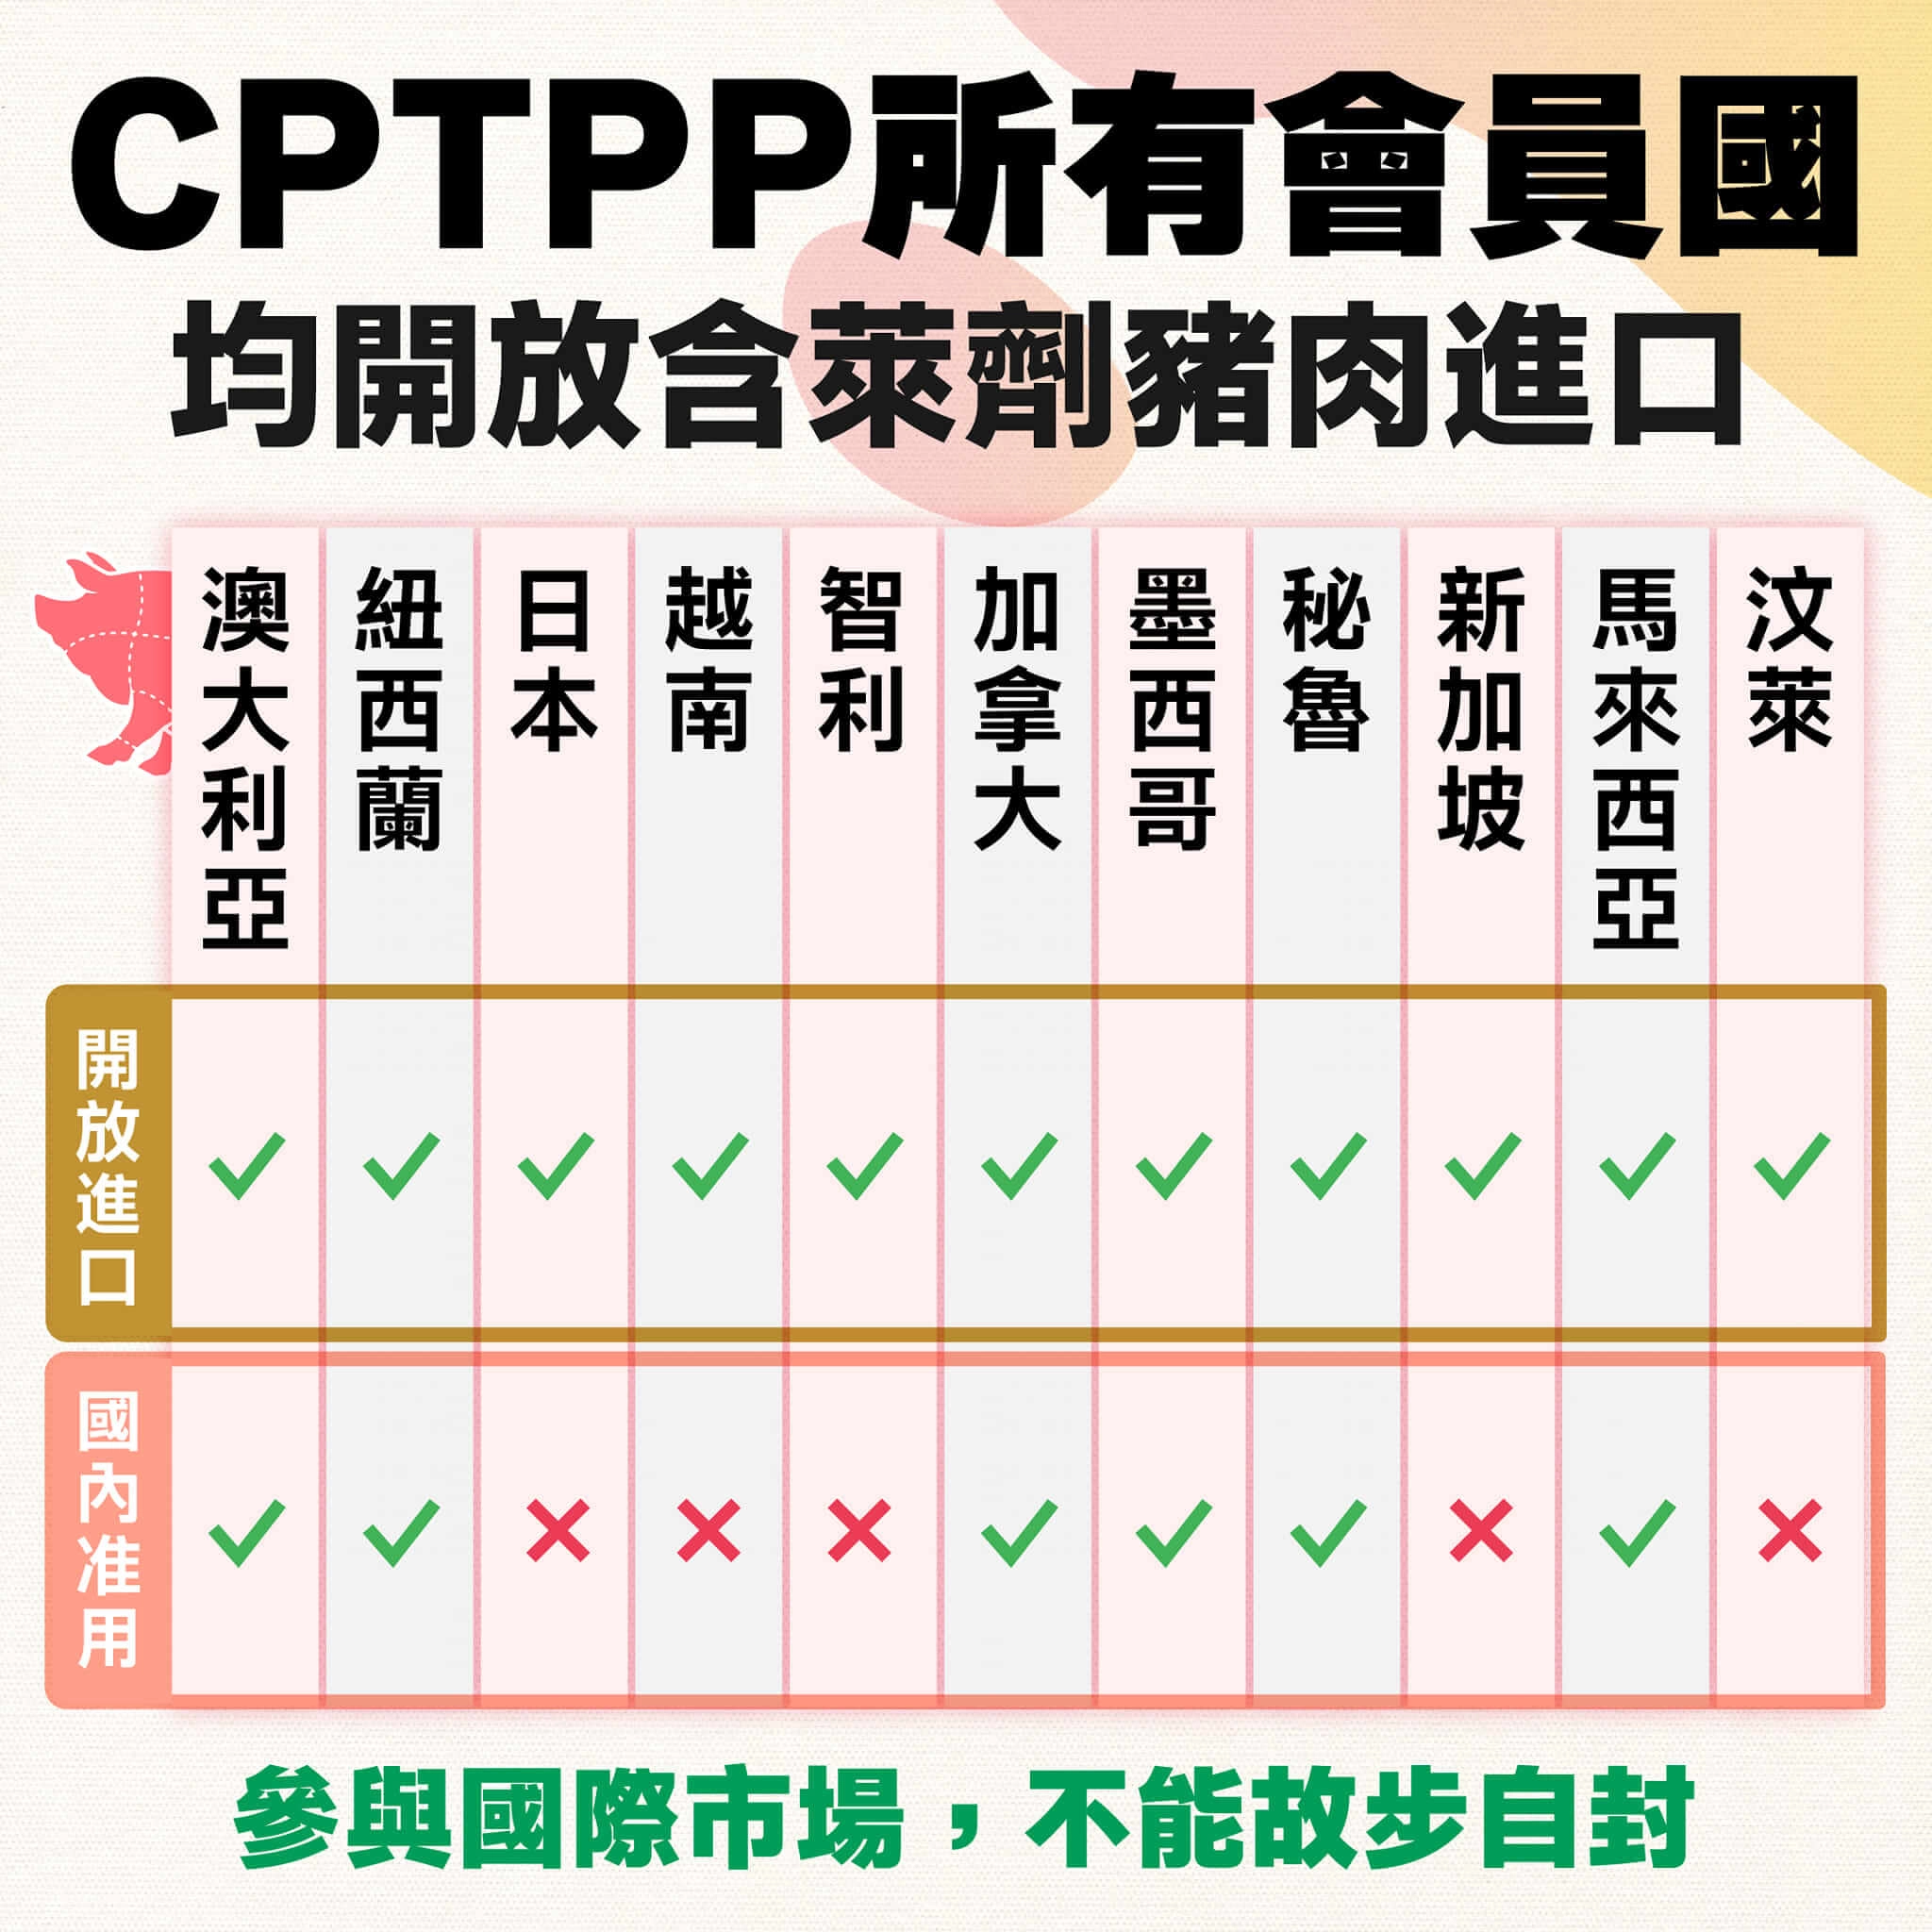 CPTPP所有會員國
均開放含萊劑豬肉進口
澳大利亞
紐西蘭
日本
越南
智利
加拿大
墨西哥
秘魯
新加坡
馬來西亞
汶萊
開放進口
國內准用
參與國際市場，不能故步自封